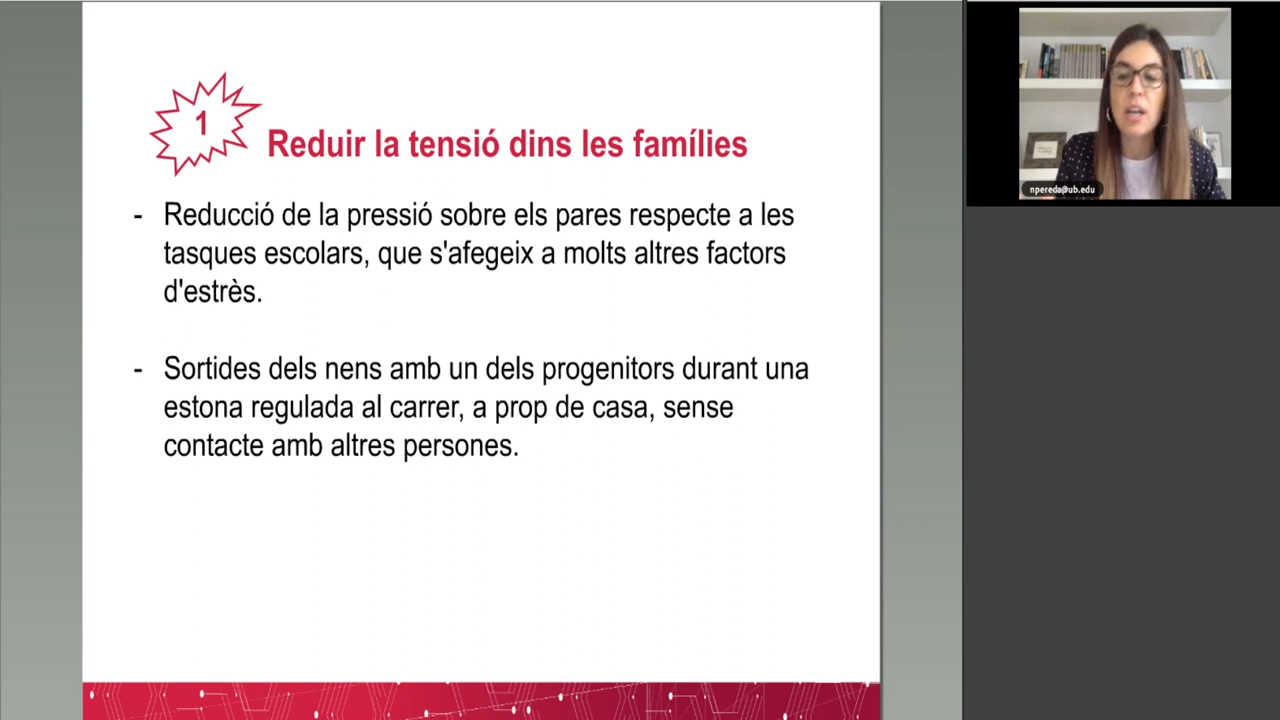 1
Reduir la tensió dins les famílies
- Reducció de la pressió sobre els pares respecte a les
tasques escolars, que s'afegeix a molts altres factors
d'estrès.
- Sortides dels nens amb un dels progenitors durant una
estona regulada al carrer, a prop de casa, sense
contacte amb altres persones.
npereda@ub.edu